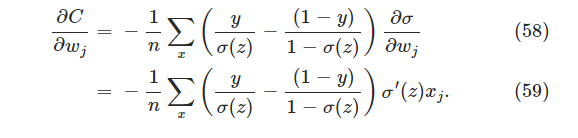 ∂C/∂w_j = −(1/n) ∑_x ( y/σ(z) − (1 − y)/(1 − σ(z)) ) ∂σ/∂w_j (58)
= −(1/n) ∑_x ( y/σ(z) − (1 − y)/(1 − σ(z)) ) σ′(z)x_j. (59)